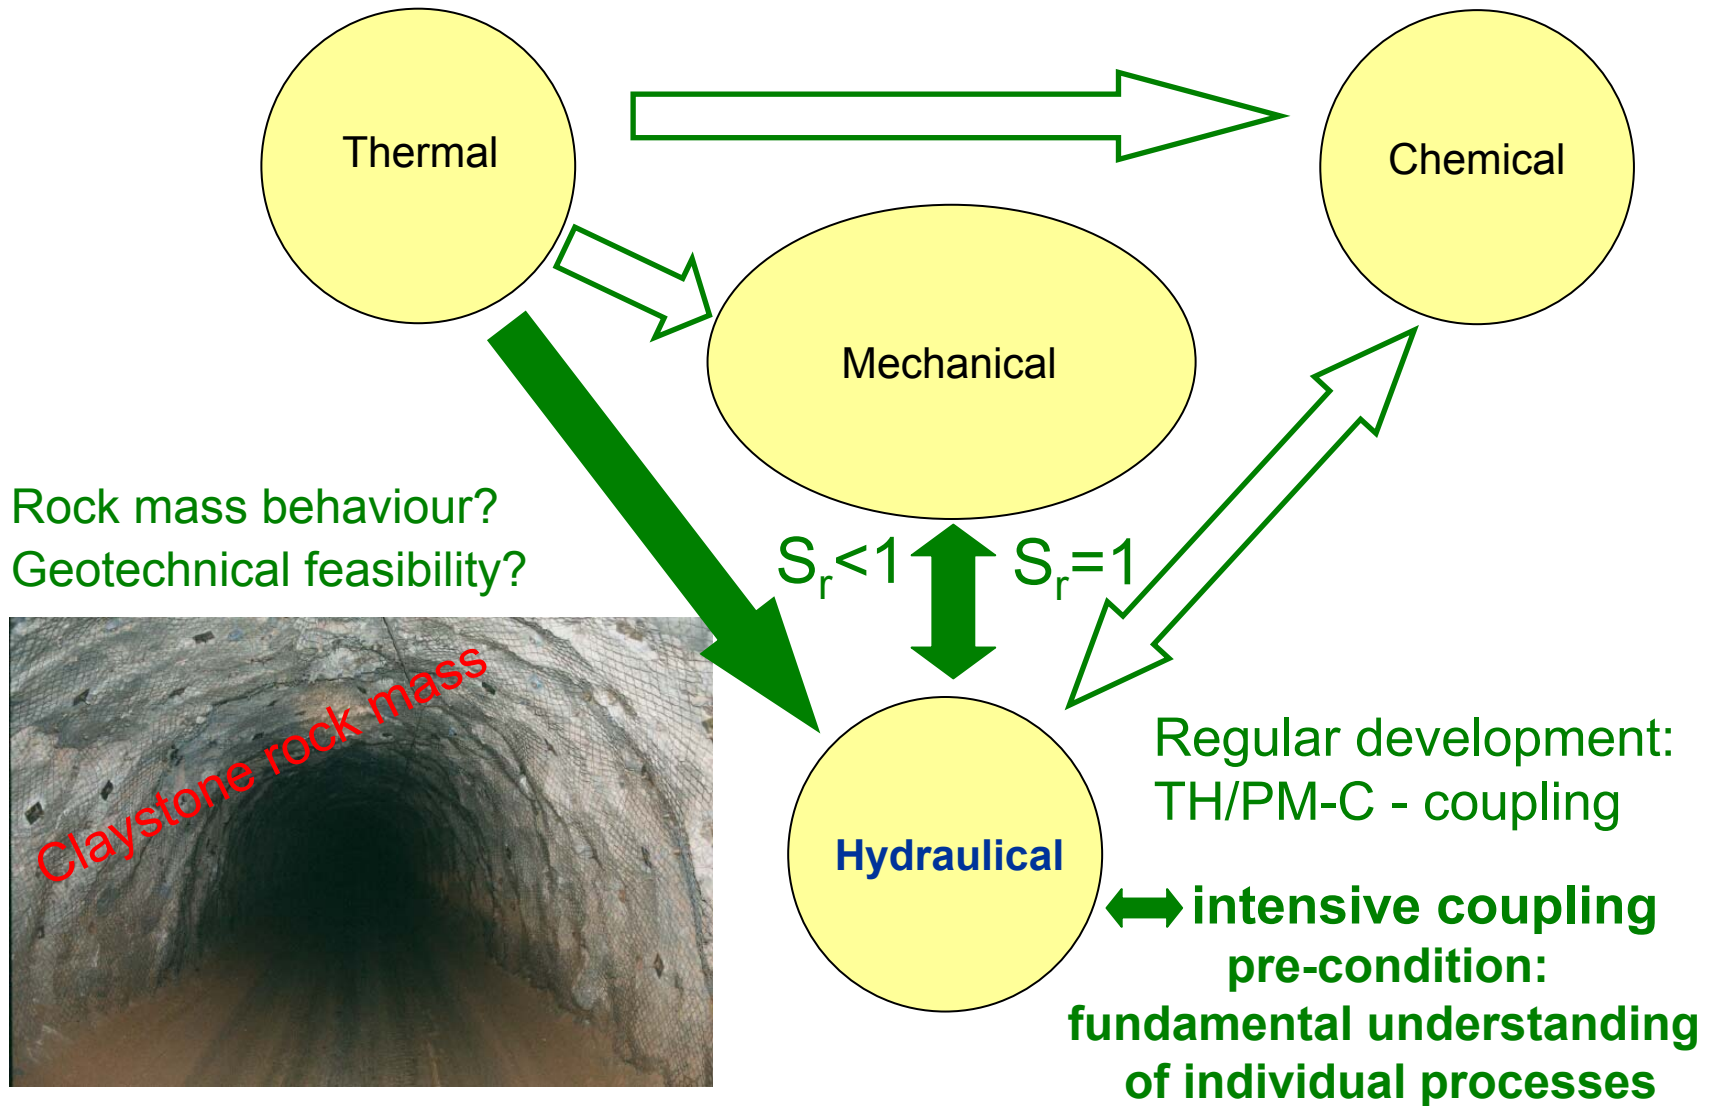 Thermal
Chemical
Mechanical
Rock mass behaviour?
Geotechnical feasibility?
Sᵣ<1
Sᵣ=1
Claystone rock mass
Regular development:
TH/PM-C - coupling
Hydraulical
intensive coupling
pre-condition:
fundamental understanding
of individual processes